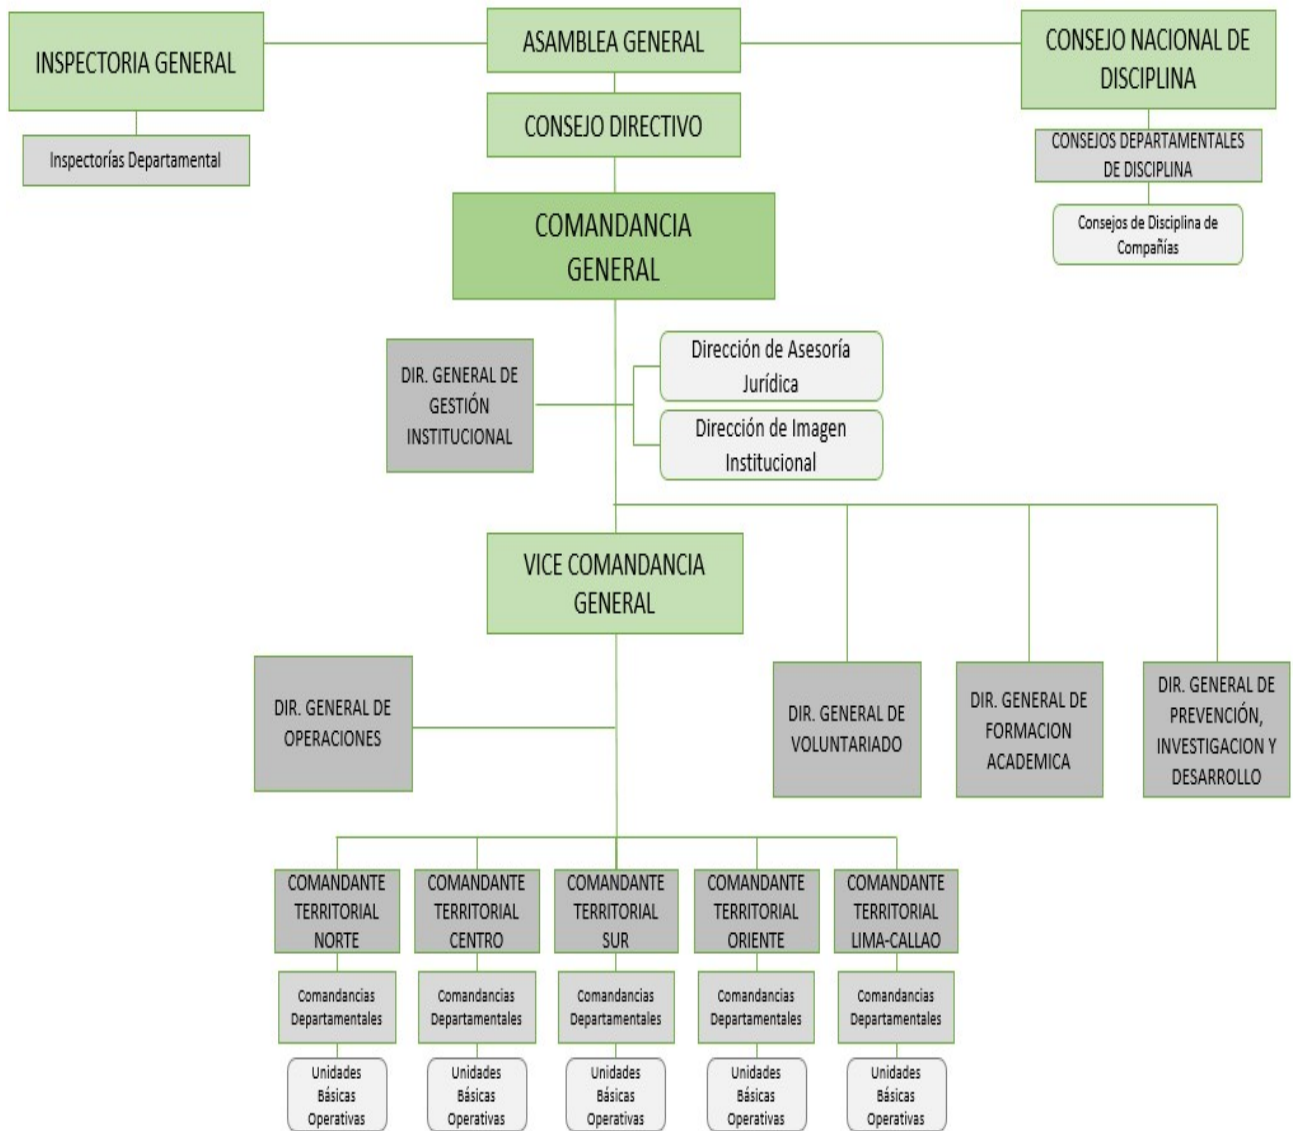 INSPECTORIA GENERAL
ASAMBLEA GENERAL
CONSEJO NACIONAL DE
DISCIPLINA
Inspectorías Departamental
CONSEJO DIRECTIVO
CONSEJOS DEPARTAMENTALES
DE DISCIPLINA
Consejos de Disciplina de
Compañías
COMANDANCIA
GENERAL
DIR. GENERAL DE
GESTIÓN
INSTITUCIONAL
Dirección de Asesoría
Jurídica
Dirección de Imagen
Institucional
VICE COMANDANCIA
GENERAL
DIR. GENERAL DE
OPERACIONES
DIR. GENERAL DE
VOLUNTARIADO
DIR. GENERAL DE
FORMACION
ACADEMICA
DIR. GENERAL DE
PREVENCIÓN,
INVESTIGACION Y
DESARROLLO
COMANDANTE
TERRITORIAL
NORTE
COMANDANTE
TERRITORIAL
CENTRO
COMANDANTE
TERRITORIAL
SUR
COMANDANTE
TERRITORIAL
ORIENTE
COMANDANTE
TERRITORIAL
LIMA-CALLAO
Comandancias
Departamentales
Comandancias
Departamentales
Comandancias
Departamentales
Comandancias
Departamentales
Comandancias
Departamentales
Unidades
Básicas
Operativas
Unidades
Básicas
Operativas
Unidades
Básicas
Operativas
Unidades
Básicas
Operativas
Unidades
Básicas
Operativas